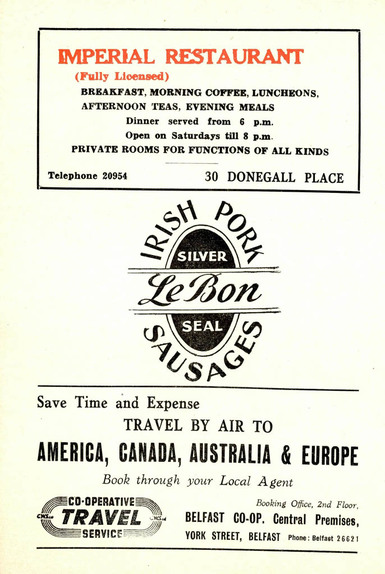 IMPERIAL RESTAURANT
(Fully Licensed)
BREAKFAST, MORNING COFFEE, LUNCHEONS,
AFTERNOON TEAS, EVENING MEALS
Dinner served from 6 p.m.
Open on Saturdays till 8 p.m.
PRIVATE ROOMS FOR FUNCTIONS OF ALL KINDS
Telephone 20954 30 DONEGALL PLACE
IRISH PORK
SILVER
Le Bon
SEAL
SAUSAGES
Save Time and Expense
TRAVEL BY AIR TO
AMERICA, CANADA, AUSTRALIA & EUROPE
Book through your Local Agent
CO-OPERATIVE
TRAVEL
SERVICE
Booking Office, 2nd Floor,
BELFAST CO-OP. Central Premises,
YORK STREET, BELFAST Phone: Belfast 26621